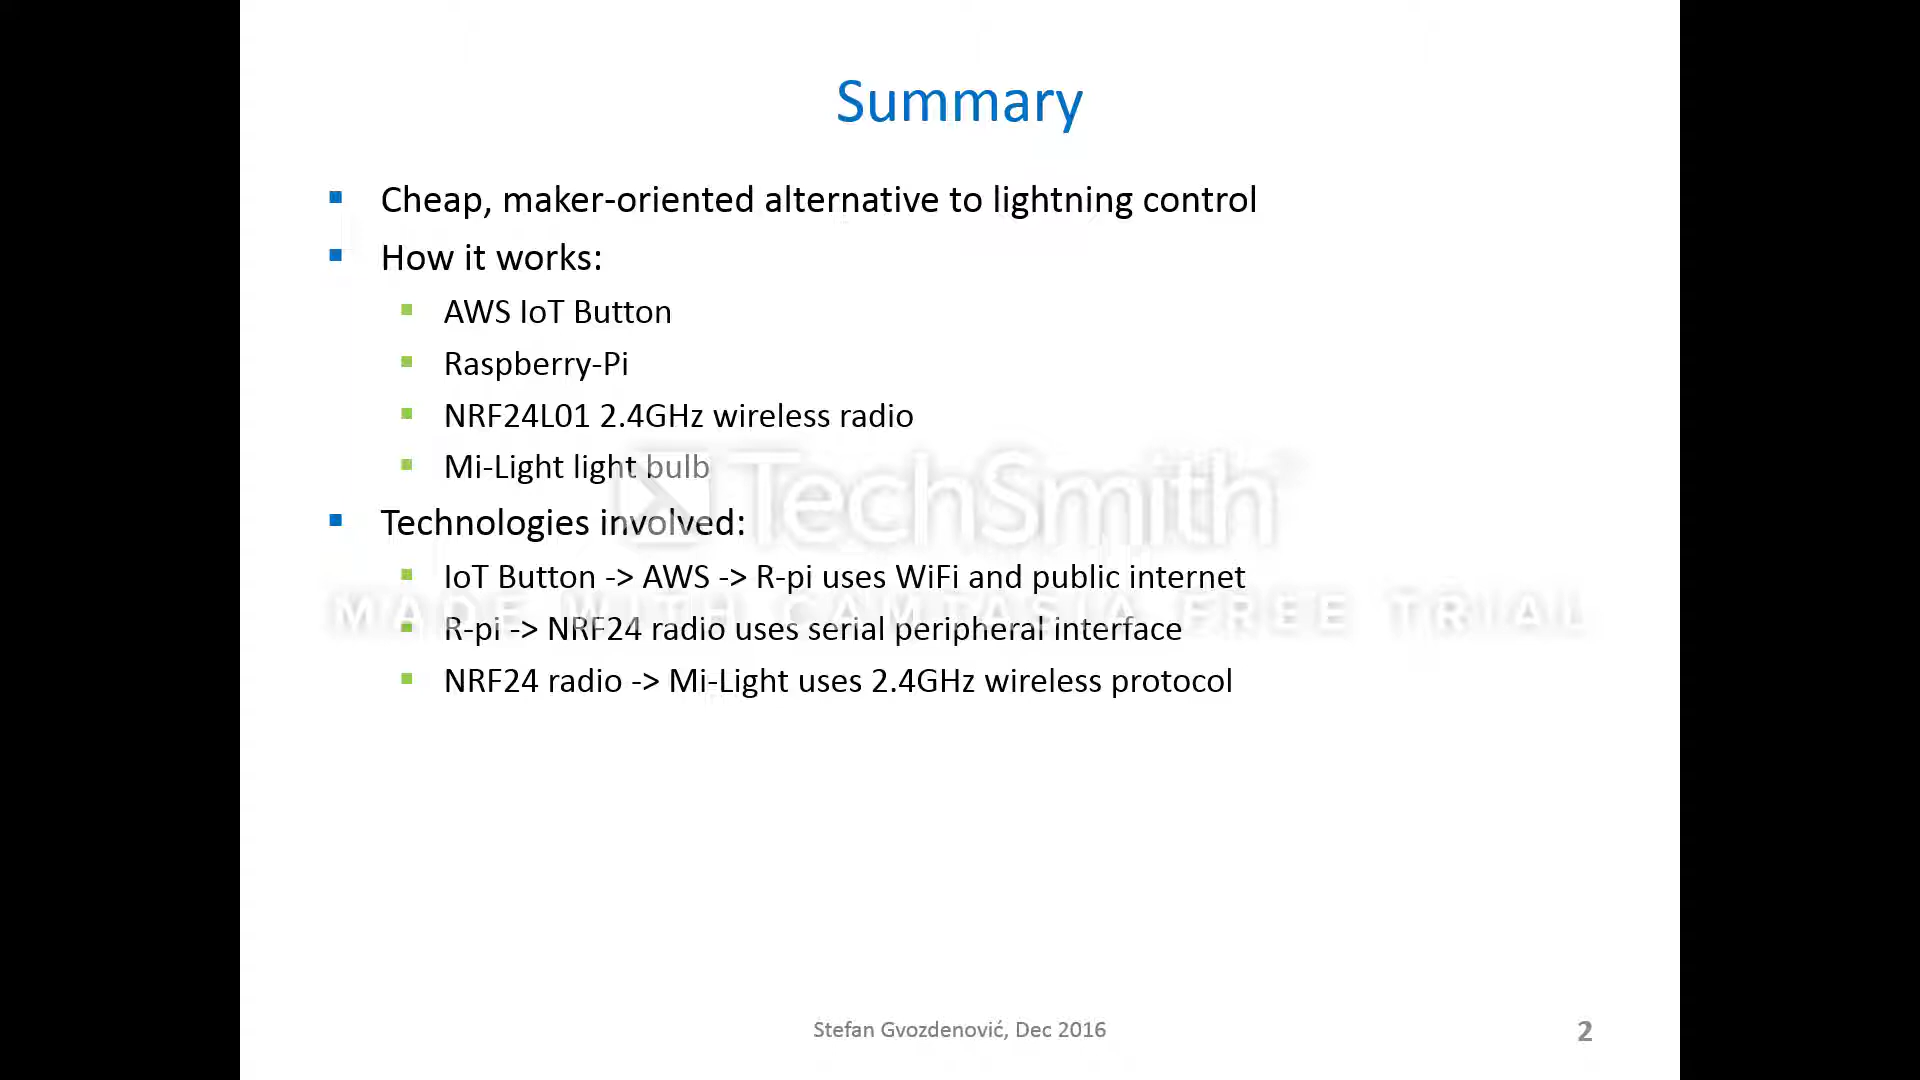 Summary
Cheap, maker-oriented alternative to lightning control
How it works:
AWS IoT Button
Raspberry-Pi
NRF24L01 2.4GHz wireless radio
Mi-Light light bulb
TechSmith
Technologies involved:
IoT Button -> AWS -> R-pi uses WiFi and public internet
MADE WITH CAMTASIA FREE TRIAL
R-pi -> NRF24 radio uses serial peripheral interface
NRF24 radio -> Mi-Light uses 2.4GHz wireless protocol
Stefan Gvozdenović, Dec 2016
2